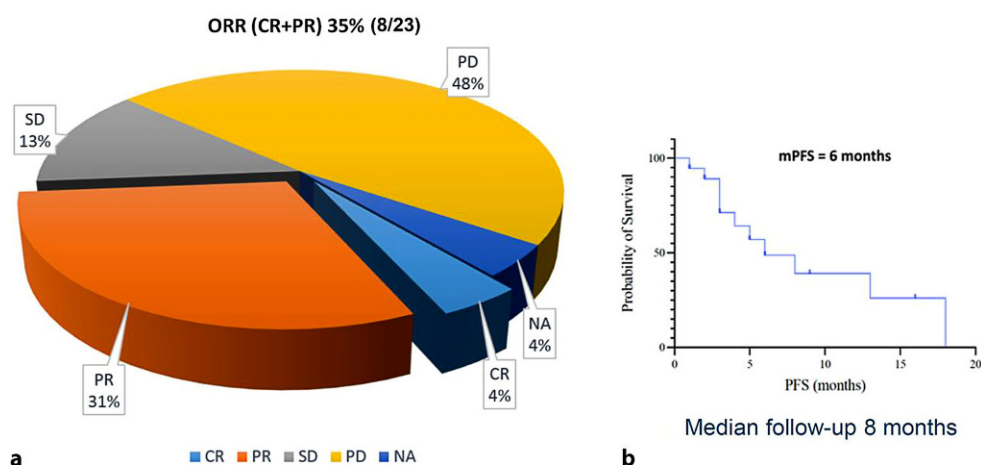 ORR (CR+PR) 35% (8/23)
PD
48%
SD
13%
NA
4%
CR
4%
PR
31%
a
CR PR SD PD NA
mPFS = 6 months
Probability of Survival
100
50
0
0 5 10 15 20
PFS (months)
Median follow-up 8 months
b